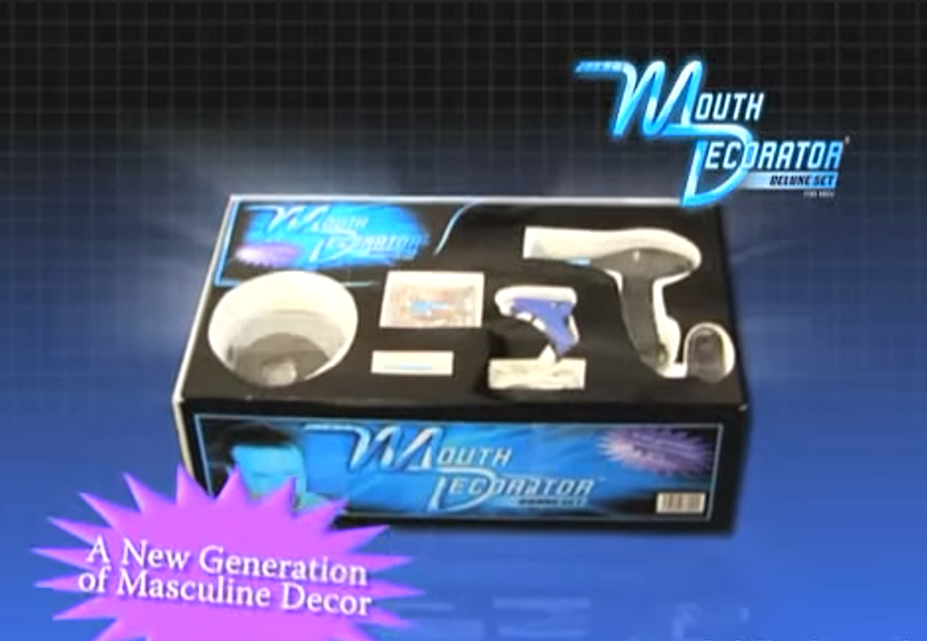 MOUTH
DECORATOR
DELUXE SET
MOUTH
DECORATOR
MOUTH
DECORATOR
A New Generation
of Masculine Decor